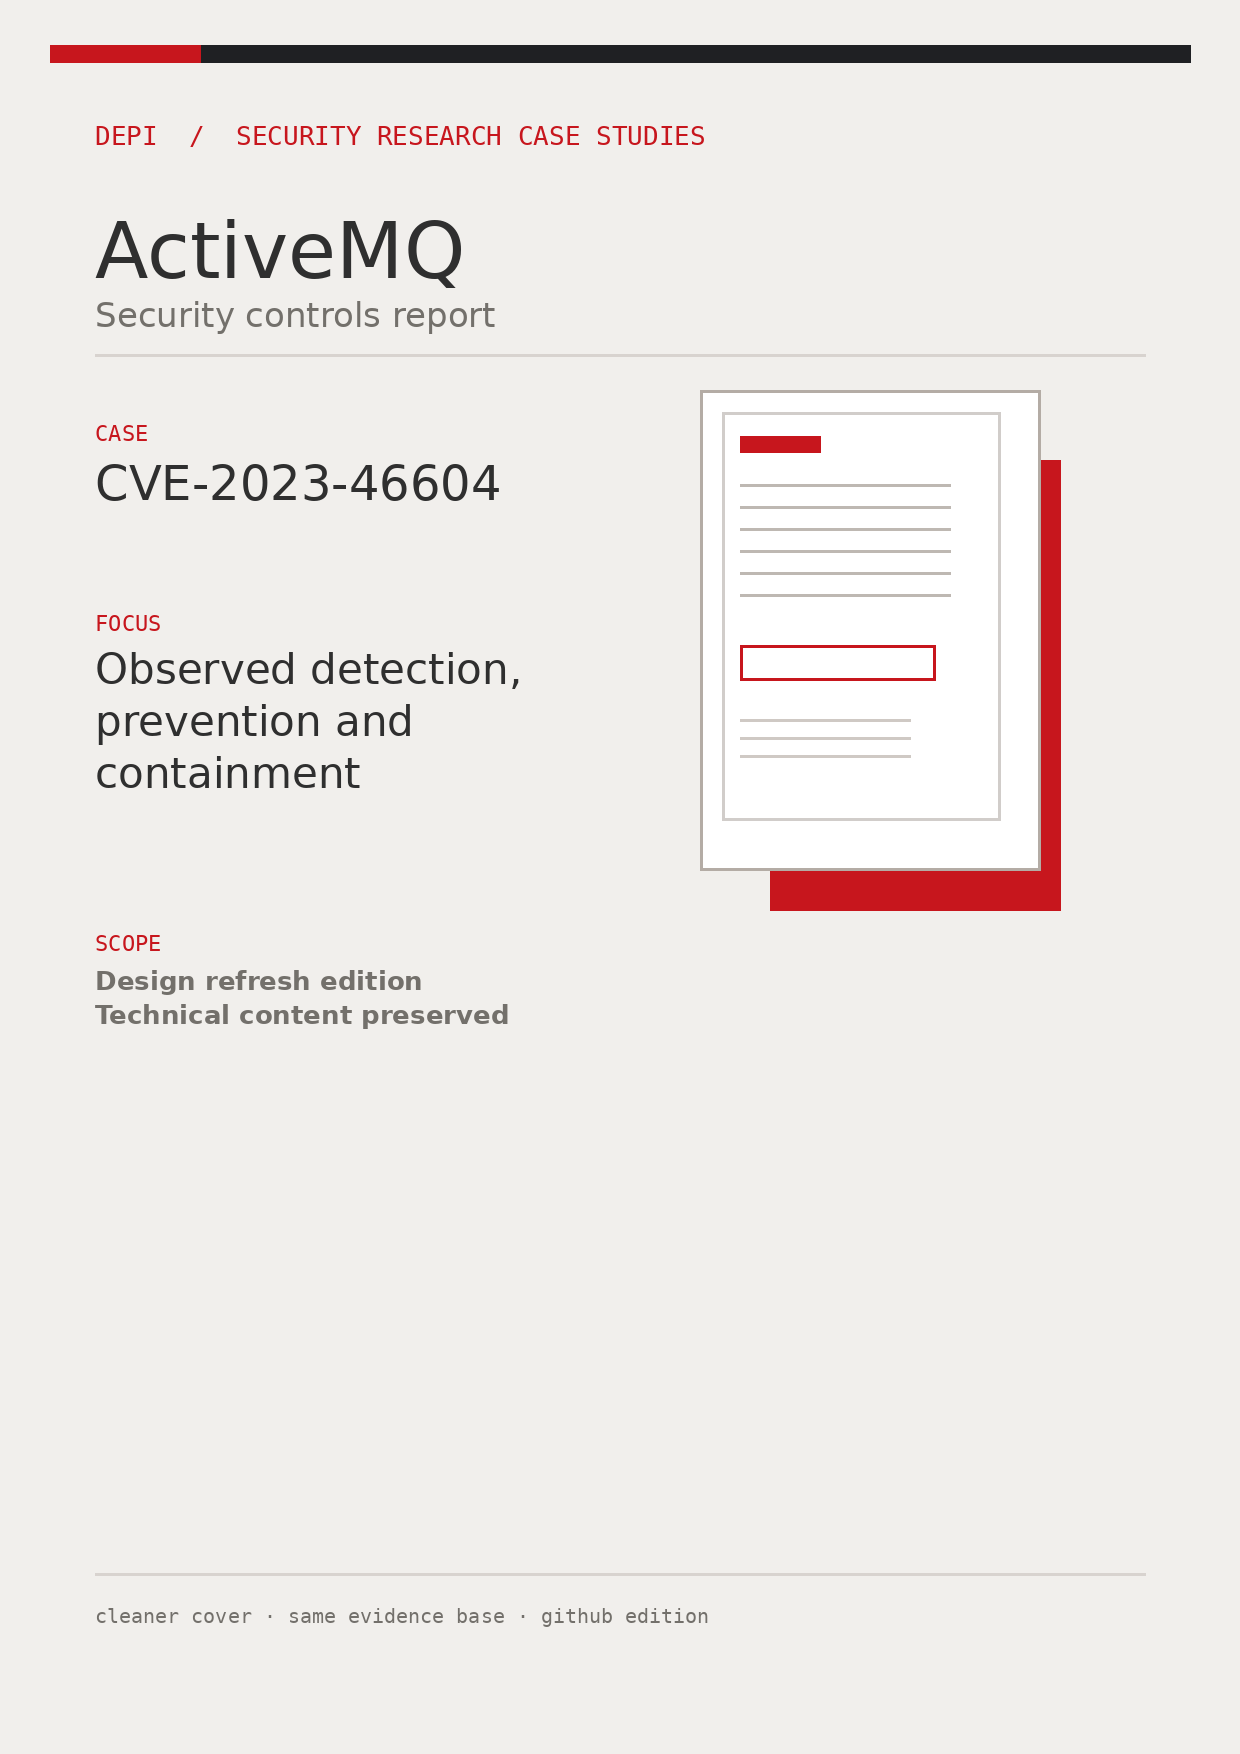 DEPI / SECURITY RESEARCH CASE STUDIES
ActiveMQ
Security controls report
CASE
CVE-2023-46604
FOCUS
Observed detection,
prevention and
containment
SCOPE
Design refresh edition
Technical content preserved
cleaner cover · same evidence base · github edition